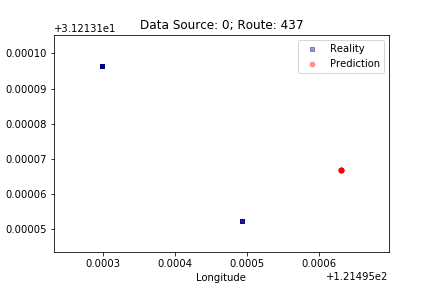 Data Source: 0; Route: 437
+3.12131e1
0.00010
0.00009
0.00008
0.00007
0.00006
0.00005
Reality
Prediction
0.0003 0.0004 0.0005 0.0006
Longitude
+1.21495e2